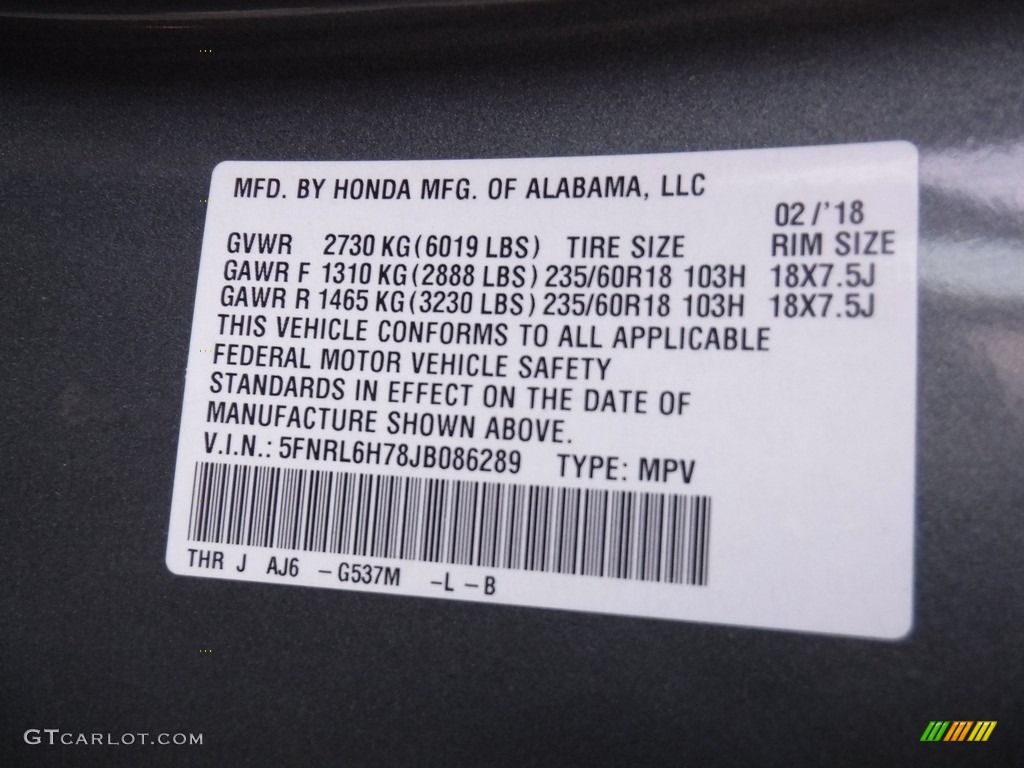 MFD. BY HONDA MFG. OF ALABAMA, LLC
02/'18
GVWR 2730 KG(6019 LBS) TIRE SIZE RIM SIZE
GAWR F 1310 KG(2888 LBS) 235/60R18 103H 18X7.5J
GAWR R 1465 KG(3230 LBS) 235/60R18 103H 18X7.5J
THIS VEHICLE CONFORMS TO ALL APPLICABLE
FEDERAL MOTOR VEHICLE SAFETY
STANDARDS IN EFFECT ON THE DATE OF
MANUFACTURE SHOWN ABOVE.
V.I.N.: 5FNRL6H78JB086289 TYPE: MPV
THR J AJ6 – G537M –L –B
GTCARLOT.COM